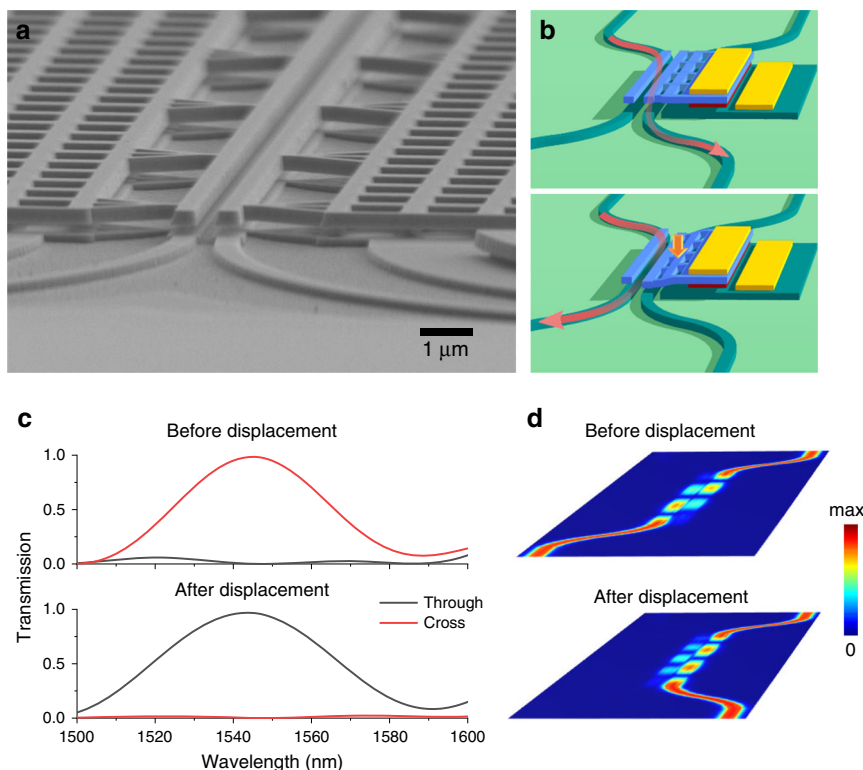 a
1 μm
b
c
Before displacement
1.0
0.5
0.0
After displacement
1.0
0.5
0.0
Through
Cross
Transmission
1500
1520
1540
1560
1580
1600
Wavelength (nm)
d
Before displacement
max
After displacement
0